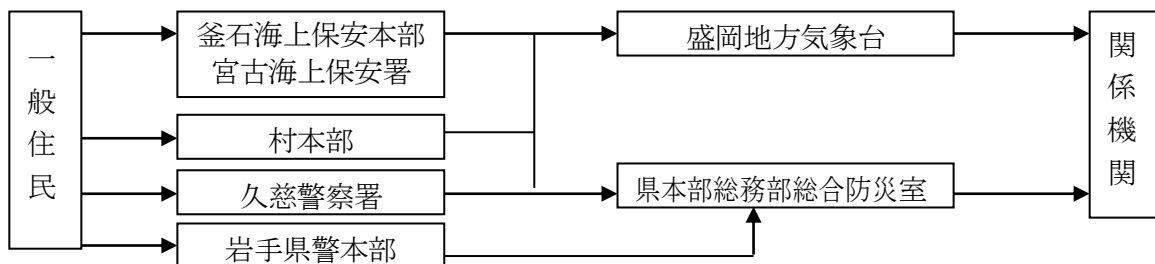 一般住民
釜石海上保安本部
宮古海上保安署
村本部
久慈警察署
岩手県警本部
盛岡地方気象台
県本部総務部総合防災室
関係機関